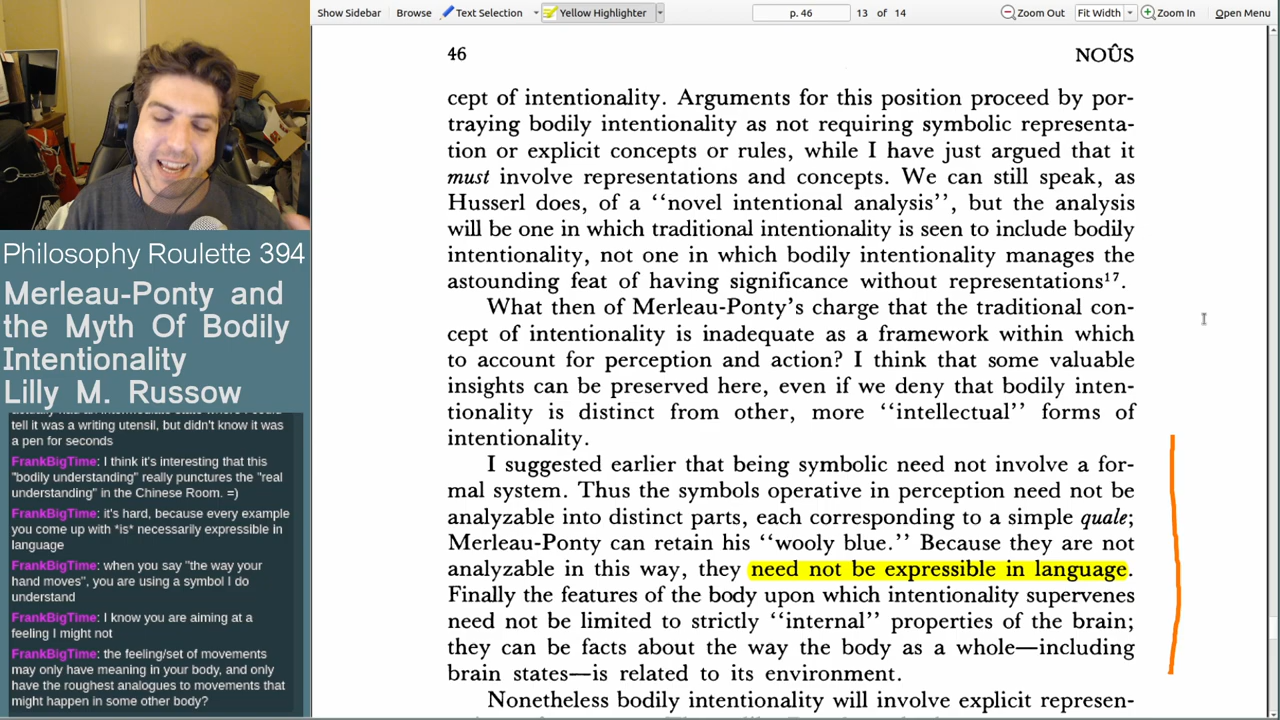 Show Sidebar Browse Text Selection Yellow Highlighter p. 46 13 of 14 Zoom Out Fit Width Zoom In Open Menu
46 NOÛS
cept of intentionality. Arguments for this position proceed by por-
traying bodily intentionality as not requiring symbolic representa-
tion or explicit concepts or rules, while I have just argued that it
must involve representations and concepts. We can still speak, as
Husserl does, of a ‘‘novel intentional analysis’’, but the analysis
will be one in which traditional intentionality is seen to include bodily
intentionality, not one in which bodily intentionality manages the
astounding feat of having significance without representations¹⁷.
What then of Merleau-Ponty's charge that the traditional con-
cept of intentionality is inadequate as a framework within which
to account for perception and action? I think that some valuable
insights can be preserved here, even if we deny that bodily inten-
tionality is distinct from other, more ‘‘intellectual’’ forms of
intentionality.
I suggested earlier that being symbolic need not involve a for-
mal system. Thus the symbols operative in perception need not be
analyzable into distinct parts, each corresponding to a simple quale;
Merleau-Ponty can retain his ‘‘wooly blue.’’ Because they are not
analyzable in this way, they need not be expressible in language.
Finally the features of the body upon which intentionality supervenes
need not be limited to strictly ‘‘internal’’ properties of the brain;
they can be facts about the way the body as a whole—including
brain states—is related to its environment.
Nonetheless bodily intentionality will involve explicit represen-
Philosophy Roulette 394
Merleau-Ponty and
the Myth Of Bodily
Intentionality
Lilly M. Russow
tell it was a writing utensil, but didn't know it was
a pen for seconds
FrankBigTime: I think it's interesting that this
"bodily understanding" really punctures the "real
understanding" in the Chinese Room. =)
FrankBigTime: it's hard, because every example
you come up with *is* necessarily expressible in
language
FrankBigTime: when you say "the way your
hand moves", you are using a symbol I do
understand
FrankBigTime: I know you are aiming at a
feeling I might not
FrankBigTime: the feeling/set of movements
may only have meaning in your body, and only
have the roughest analogues to movements that
might happen in some other body?